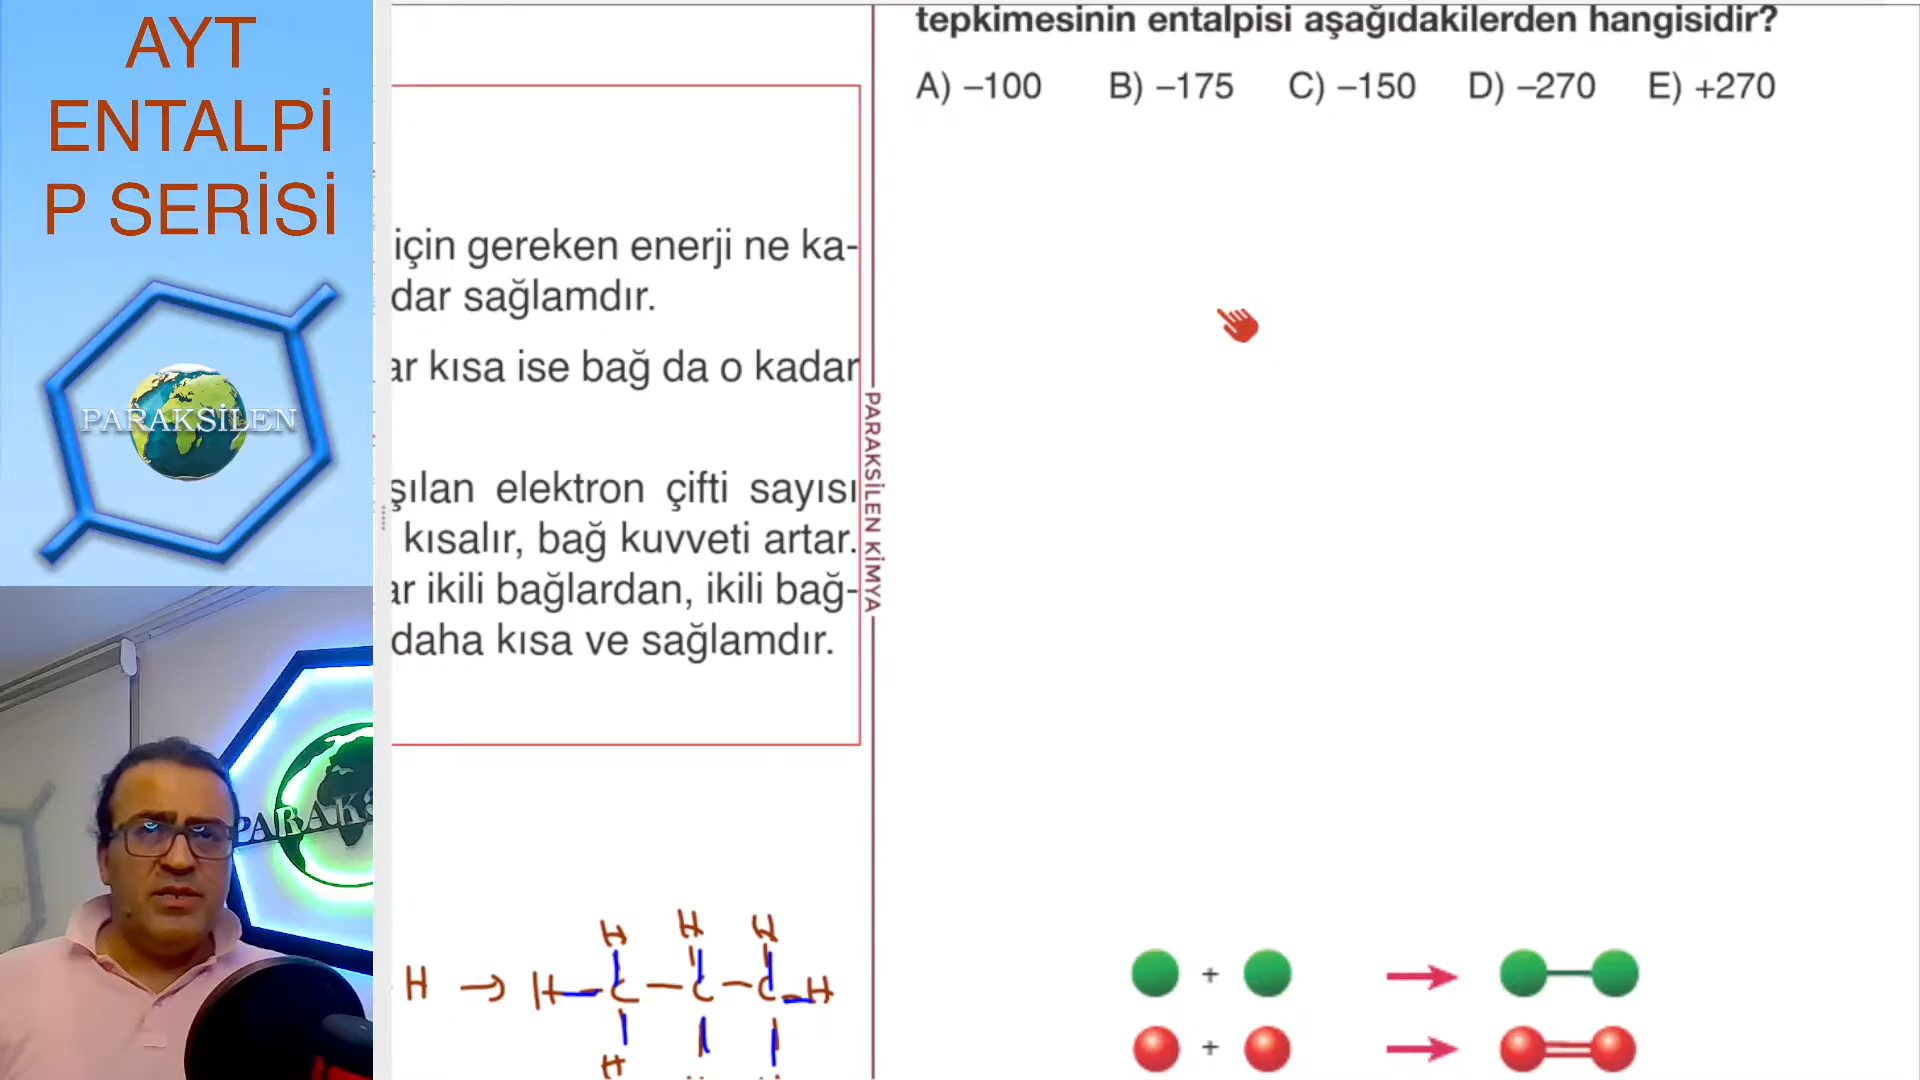 AYT
ENTALPİ
P SERİSİ
PARAKSİLEN
için gereken enerji ne ka-
dar sağlamdır.
ar kısa ise bağ da o kadar
şılan elektron çifti sayısı
kısalır, bağ kuvveti artar.
ar ikili bağlardan, ikili bağ-
daha kısa ve sağlamdır.
H → H – C – C – C – H
H H H
H
PARAKSİLEN KİMYA
tepkimesinin entalpisi aşağıdakilerden hangisidir?
A) –100 B) –175 C) –150 D) –270 E) +270
+
+